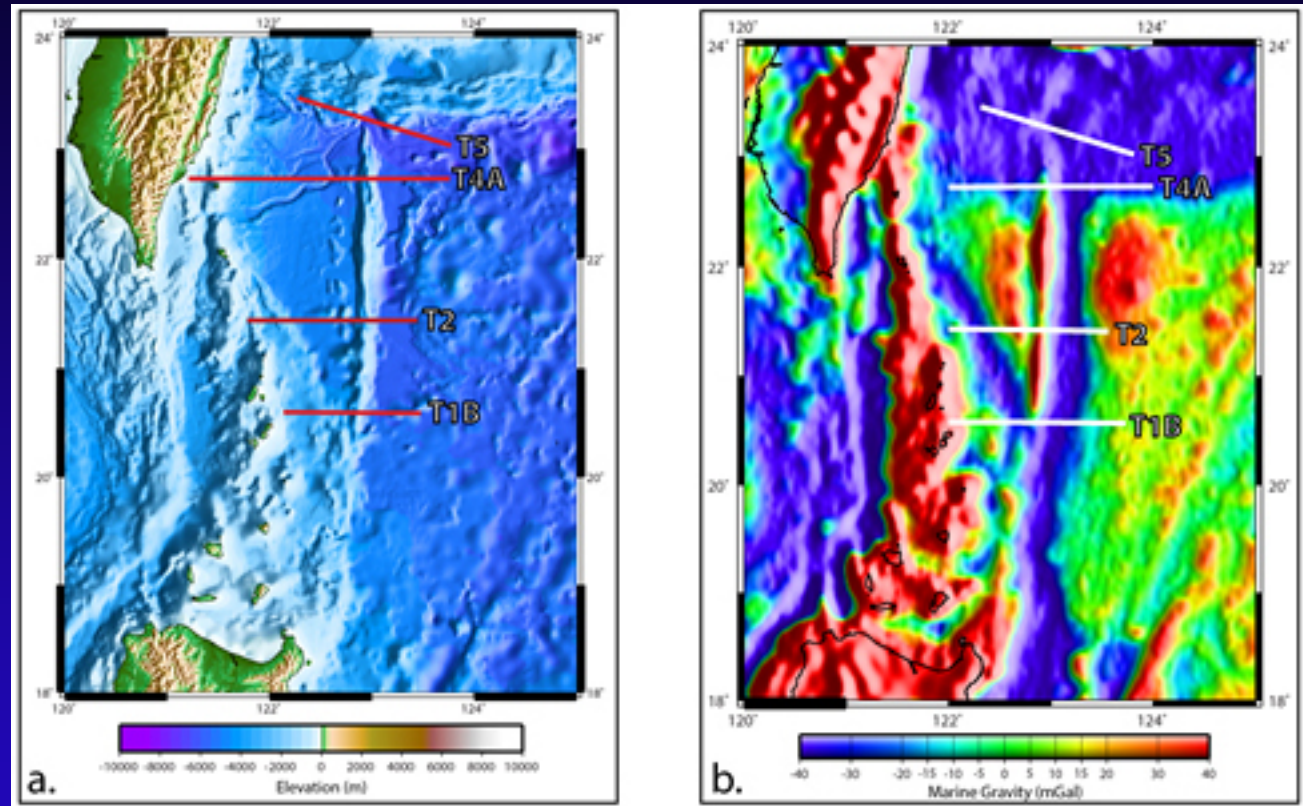 120˚ 122˚ 124˚
24˚ 24˚
22˚ 22˚
20˚ 20˚
18˚ 18˚
120˚ 122˚ 124˚
T5
T4A
T2
T1B
-10000 -8000 -6000 -4000 -2000 0 2000 4000 6000 8000 10000
Elevation (m)
a.
120˚ 122˚ 124˚
24˚ 24˚
22˚ 22˚
20˚ 20˚
18˚ 18˚
120˚ 122˚ 124˚
T5
T4A
T2
T1B
-40 -30 -20 -15 -10 -5 0 5 10 15 20 30 40
Marine Gravity (mGal)
b.